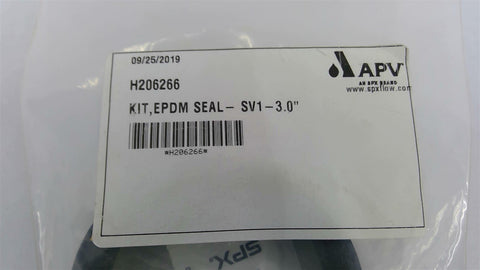 09/25/2019
APV
AN SPX BRAND
www.spxflow.com
H206266
KIT,EPDM SEAL- SV1-3.0"
*H206266*
SPX.